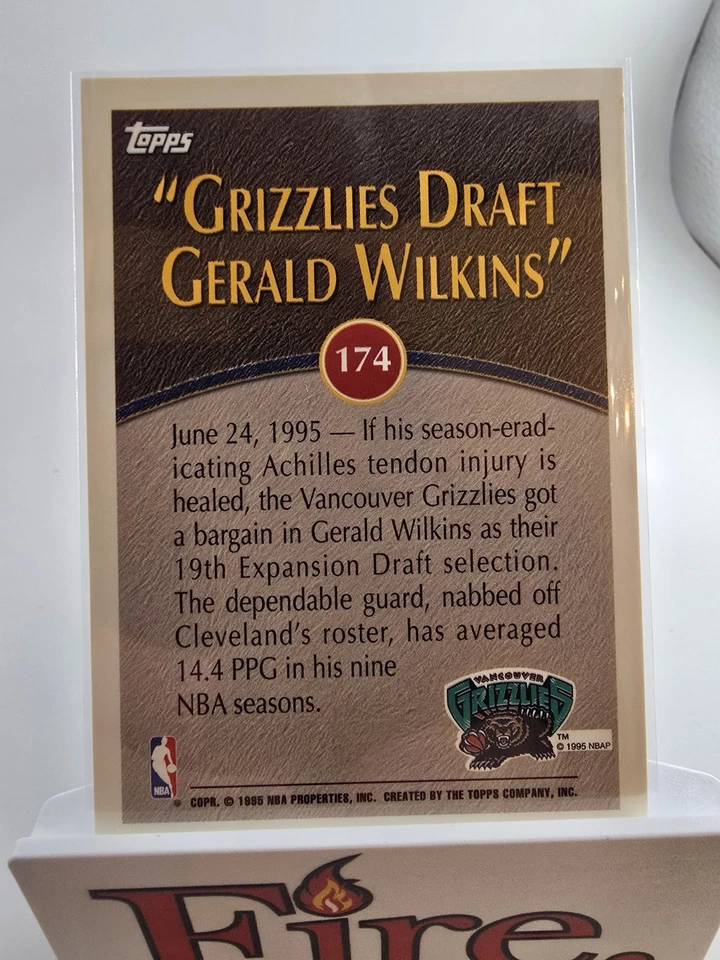 TOPPS
"GRIZZLIES DRAFT
GERALD WILKINS"
174
June 24, 1995 — If his season-erad-
icating Achilles tendon injury is
healed, the Vancouver Grizzlies got
a bargain in Gerald Wilkins as their
19th Expansion Draft selection.
The dependable guard, nabbed off
Cleveland's roster, has averaged
14.4 PPG in his nine
NBA seasons.
VANCOUVER
GRIZZLIES
TM
© 1995 NBAP
NBA
® COPR. © 1995 NBA PROPERTIES, INC. CREATED BY THE TOPPS COMPANY, INC.
Fire